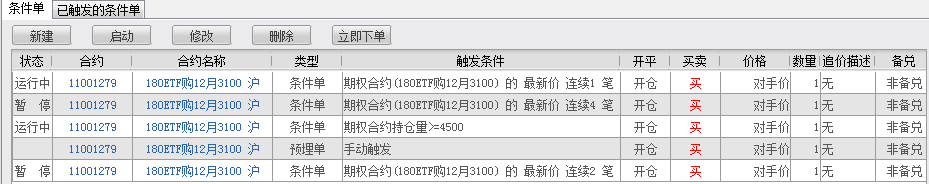 条件单 已触发的条件单
新建 启动 修改 删除 立即下单
状态 合约 合约名称 类型 触发条件 开平 买卖 价格 数量 追价描述 备兑
运行中 11001279 180ETF购12月3100 沪 条件单 期权合约(180ETF购12月3100) 的 最新价 连续1 笔 开仓 买 对手价 1 无 非备兑
暂 停 11001279 180ETF购12月3100 沪 条件单 期权合约(180ETF购12月3100) 的 最新价 连续4 笔 开仓 买 对手价 1 无 非备兑
运行中 11001279 180ETF购12月3100 沪 条件单 期权合约持仓量>=4500 开仓 买 对手价 1 无 非备兑
11001279 180ETF购12月3100 沪 预埋单 手动触发 开仓 买 对手价 1 无 非备兑
暂 停 11001279 180ETF购12月3100 沪 条件单 期权合约(180ETF购12月3100) 的 最新价 连续2 笔 开仓 买 对手价 1 无 非备兑